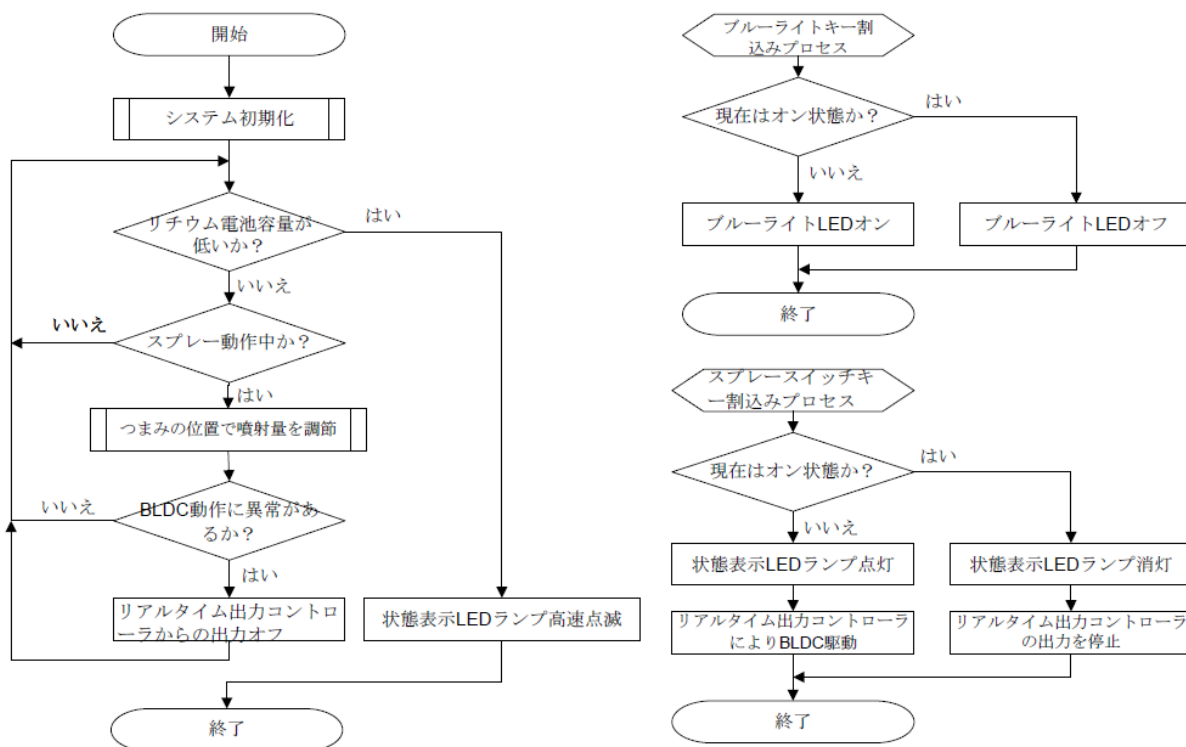 開始
システム初期化
リチウム電池容量が
低いか？
はい
いいえ
スプレー動作中か？
いいえ
はい
つまみの位置で噴射量を調節
BLDC動作に異常があ
るか？
いいえ
はい
リアルタイム出力コントロ
ーラからの出力オフ
状態表示LEDランプ高速点滅
終了
ブルーライトキー割
込みプロセス
現在はオン状態か？
はい
いいえ
ブルーライトLEDオン
ブルーライトLEDオフ
終了
スプレースイッチキ
ー割込みプロセス
現在はオン状態か？
はい
いいえ
状態表示LEDランプ点灯
状態表示LEDランプ消灯
リアルタイム出力コントローラ
によりBLDC駆動
リアルタイム出力コントローラ
の出力を停止
終了